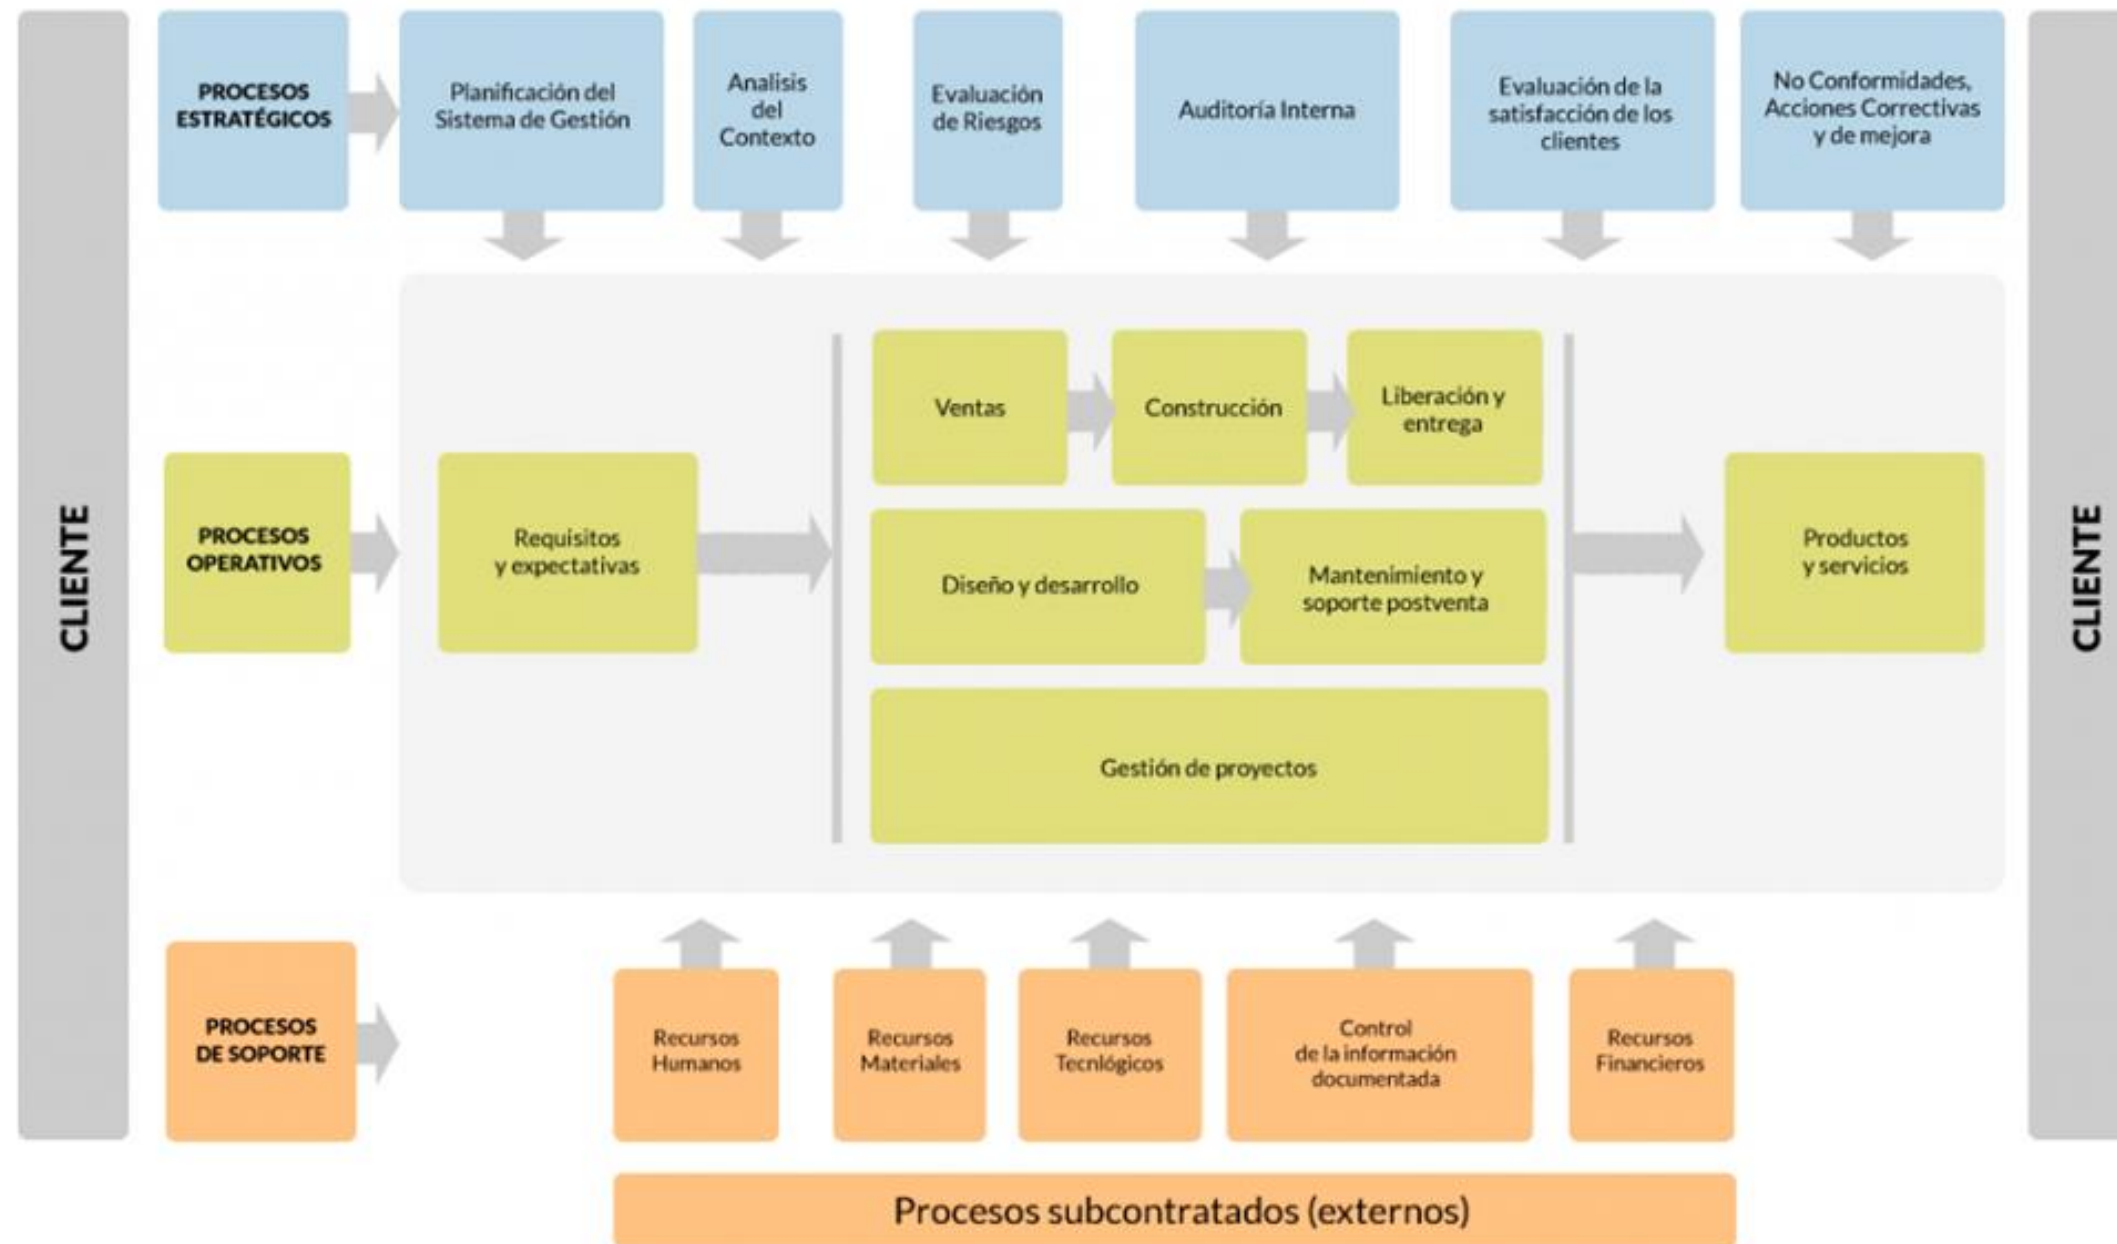 CLIENTE
PROCESOS
ESTRATÉGICOS
Planificación del
Sistema de Gestión
Analisis
del
Contexto
Evaluación
de Riesgos
Auditoría Interna
Evaluación de la
satisfacción de los
clientes
No Conformidades,
Acciones Correctivas
y de mejora
PROCESOS
OPERATIVOS
Requisitos
y expectativas
Ventas
Construcción
Liberación y
entrega
Diseño y desarrollo
Mantenimiento y
soporte postventa
Gestión de proyectos
Productos
y servicios
PROCESOS
DE SOPORTE
Recursos
Humanos
Recursos
Materiales
Recursos
Tecnlógicos
Control
de la información
documentada
Recursos
Financieros
Procesos subcontratados (externos)
CLIENTE